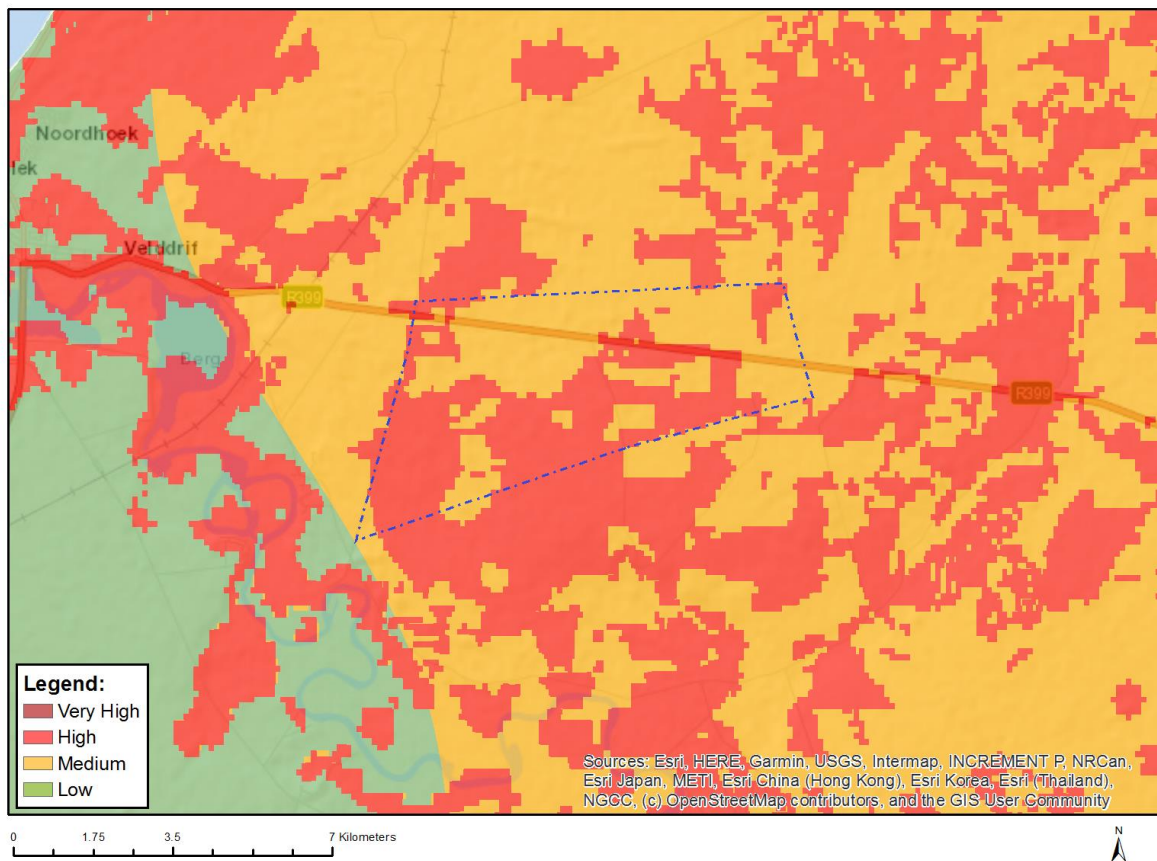 Noordhoek
lek
Velddrif
R399
Berg
R399
Legend:
Very High
High
Medium
Low
Sources: Esri, HERE, Garmin, USGS, Intermap, INCREMENT P, NRCan,
Esri Japan, METI, Esri China (Hong Kong), Esri Korea, Esri (Thailand),
NGCC, (c) OpenStreetMap contributors, and the GIS User Community
0 1.75 3.5 7 Kilometers
N